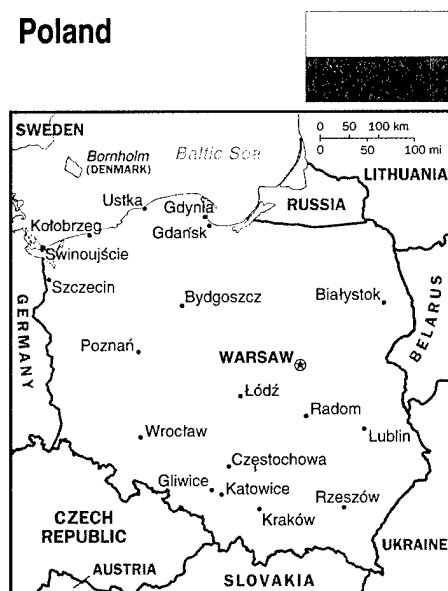 Poland
SWEDEN
Bornholm
(DENMARK)
Baltic Sea
0 50 100 km
0 50 100 mi
LITHUANIA
RUSSIA
Ustka
Gdynia
Gdańsk
Kołobrzeg
Świnoujście
Szczecin
Bydgoszcz
Białystok
BELARUS
GERMANY
Poznań
WARSAW
Łódź
Radom
Lublin
Wrocław
Częstochowa
Gliwice
Katowice
Rzeszów
Kraków
CZECH
REPUBLIC
UKRAINE
AUSTRIA
SLOVAKIA